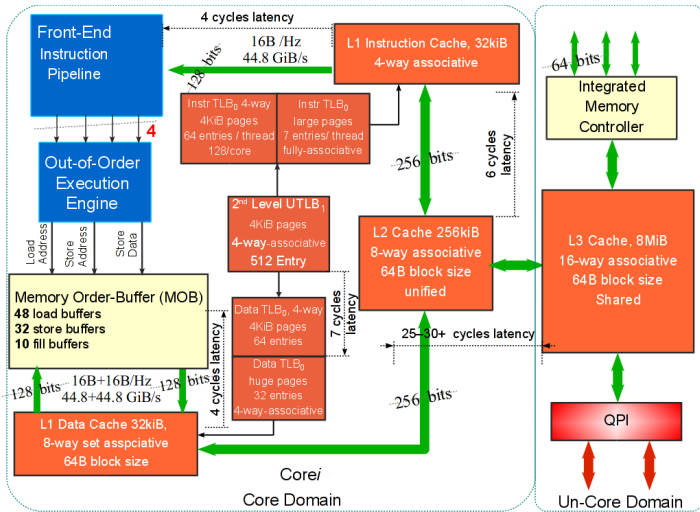 Front-End
Instruction
Pipeline
4 cycles latency
16B /Hz
44.8 GiB/s
128 bits
L1 Instruction Cache, 32kiB
4-way associative
64 bits
Integrated
Memory
Controller
4
Instr TLB0 4-way
4KiB pages
64 entries / thread
128/core
Instr TLB0
large pages
7 entries/ thread
fully-associative
256 bits
6 cycles
latency
Out-of-Order
Execution
Engine
Load
Address
Store
Address
Store
Data
2nd Level UTLB1
4KiB pages
4-way-associative
512 Entry
L2 Cache 256kiB
8-way associative
64B block size
unified
L3 Cache, 8MiB
16-way associative
64B block size
Shared
Memory Order-Buffer (MOB)
48 load buffers
32 store buffers
10 fill buffers
4 cycles latency
Data TLB0, 4-way
4KiB pages
64 entries
7 cycles
latency
25–30+ cycles latency
Data TLB0
huge pages
32 entries
4-way-associative
128 bits
16B+16B/Hz
44.8+44.8 GiB/s
128 bits
256 bits
L1 Data Cache 32kiB,
8-way set asspciative
64B block size
QPI
Corei
Core Domain
Un-Core Domain